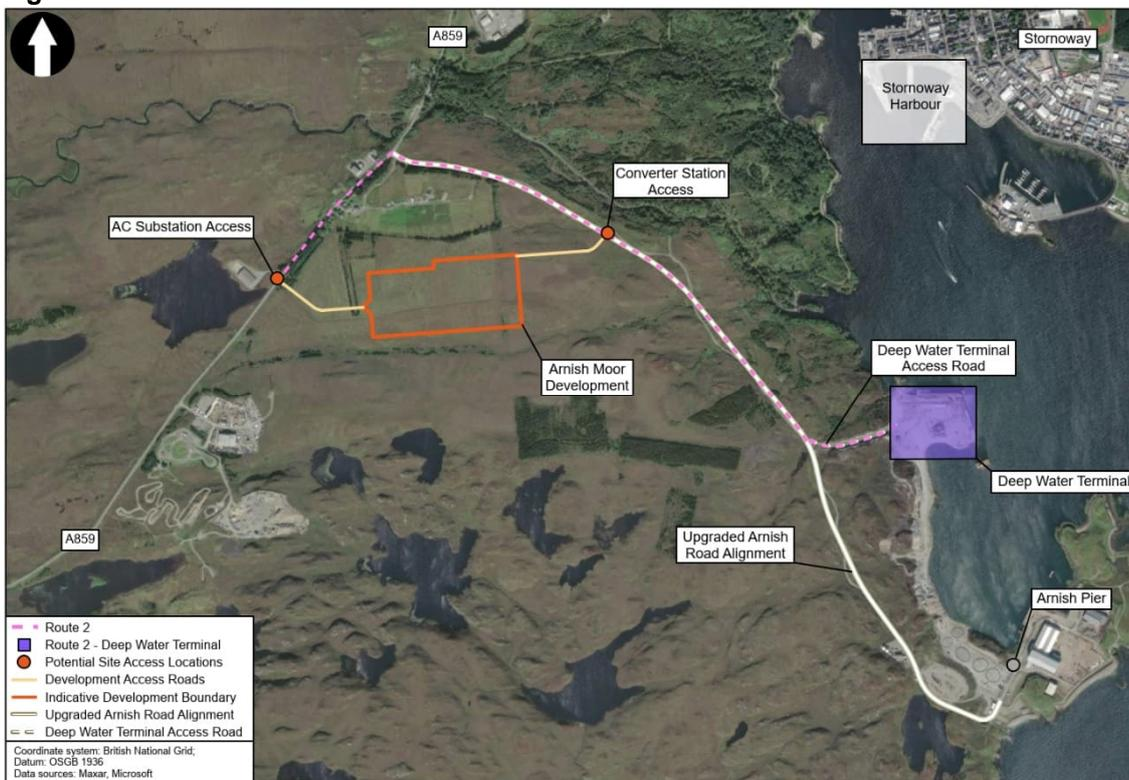 A859
Stornoway
Stornoway
Harbour
Converter Station
Access
AC Substation Access
Arnish Moor
Development
Deep Water Terminal
Access Road
Deep Water Terminal
Upgraded Arnish
Road Alignment
A859
Arnish Pier
Route 2
Route 2 - Deep Water Terminal
Potential Site Access Locations
Development Access Roads
Indicative Development Boundary
Upgraded Arnish Road Alignment
Deep Water Terminal Access Road
Coordinate system: British National Grid;
Datum: OSGB 1936
Data sources: Maxar, Microsoft